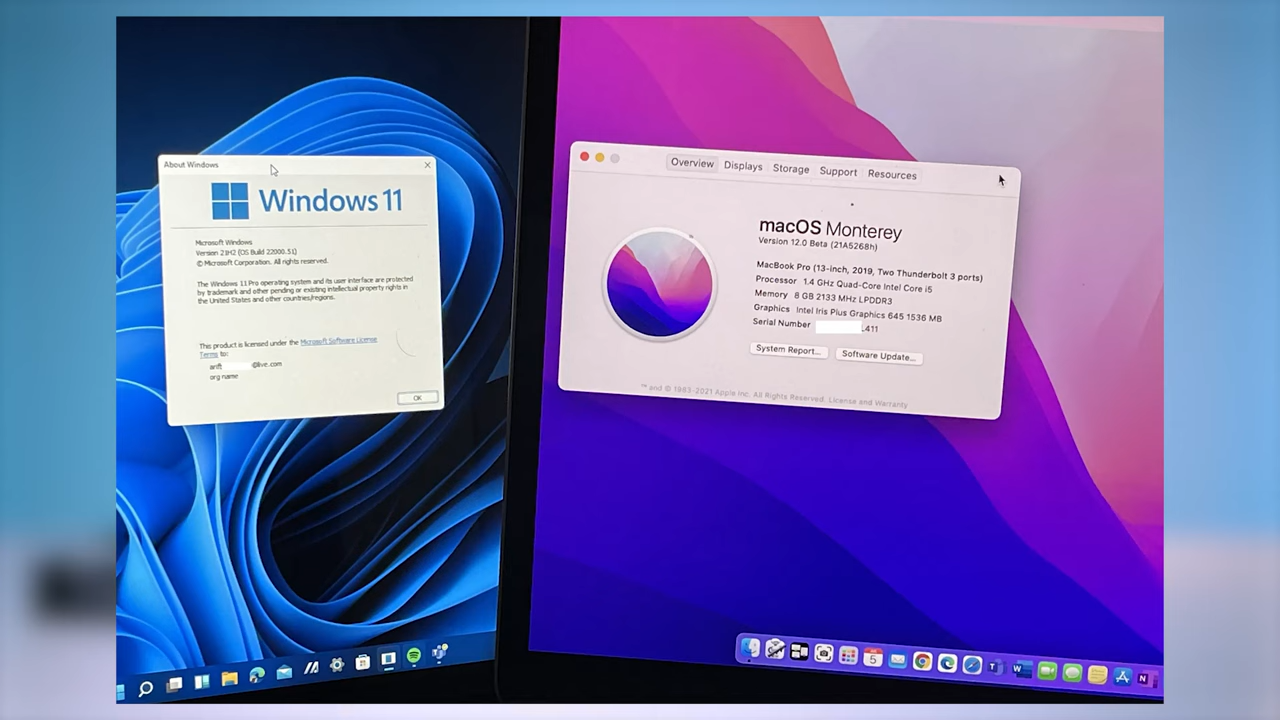 About Windows
Windows 11
Microsoft Windows
Version 21H2 (OS Build 22000.51)
© Microsoft Corporation. All rights reserved.
The Windows 11 Pro operating system and its user interface are protected
by trademark and other pending or existing intellectual property rights in
the United States and other countries/regions.
This product is licensed under the Microsoft Software License
Terms to:
@live.com
org name
OK
Overview Displays Storage Support Resources
macOS Monterey
Version 12.0 Beta (21A5268h)
MacBook Pro (13-inch, 2019, Two Thunderbolt 3 ports)
Processor 1.4 GHz Quad-Core Intel Core i5
Memory 8 GB 2133 MHz LPDDR3
Graphics Intel Iris Plus Graphics 645 1536 MB
Serial Number .411
System Report... Software Update...
™ and © 1983-2021 Apple Inc. All Rights Reserved. License and Warranty
5
W
N